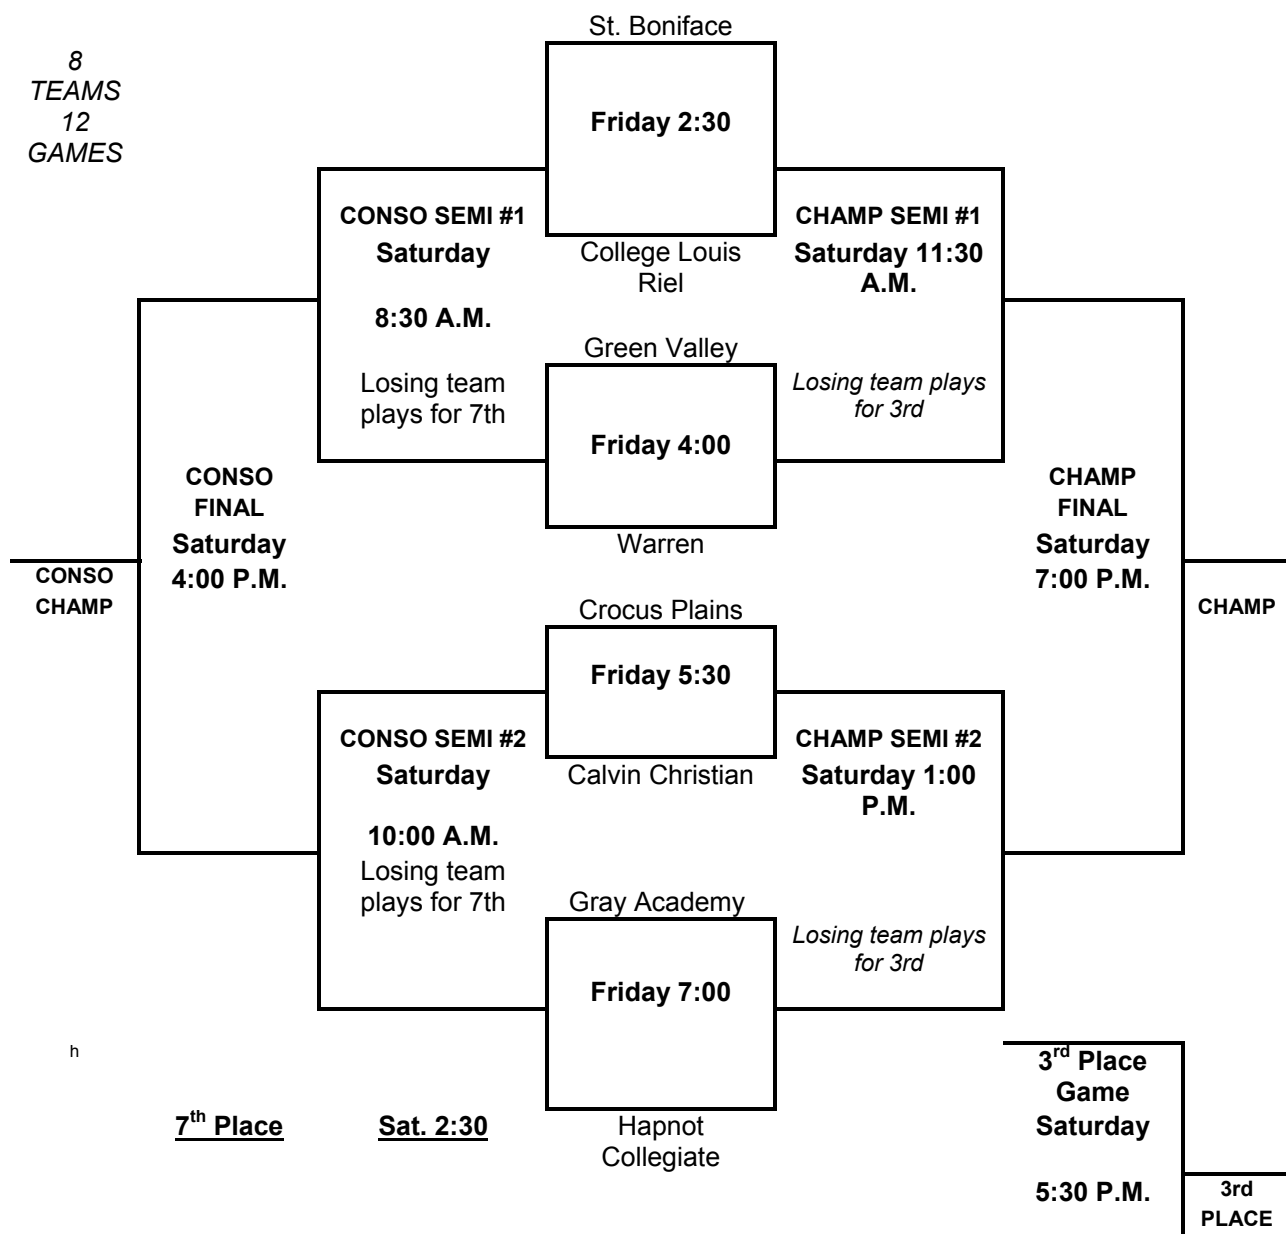 St. Boniface
8
TEAMS
12
GAMES
Friday 2:30
CONSO SEMI #1
Saturday
8:30 A.M.
Losing team
plays for 7th
College Louis
Riel
CHAMP SEMI #1
Saturday 11:30
A.M.
Losing team plays
for 3rd
Green Valley
Friday 4:00
Warren
CONSO
FINAL
Saturday
4:00 P.M.
CONSO
CHAMP
CHAMP
FINAL
Saturday
7:00 P.M.
CHAMP
Crocus Plains
Friday 5:30
Calvin Christian
CONSO SEMI #2
Saturday
10:00 A.M.
Losing team
plays for 7th
CHAMP SEMI #2
Saturday 1:00
P.M.
Losing team plays
for 3rd
Gray Academy
Friday 7:00
Hapnot
Collegiate
h
7th Place
Sat. 2:30
3rd Place
Game
Saturday
5:30 P.M.
3rd
PLACE